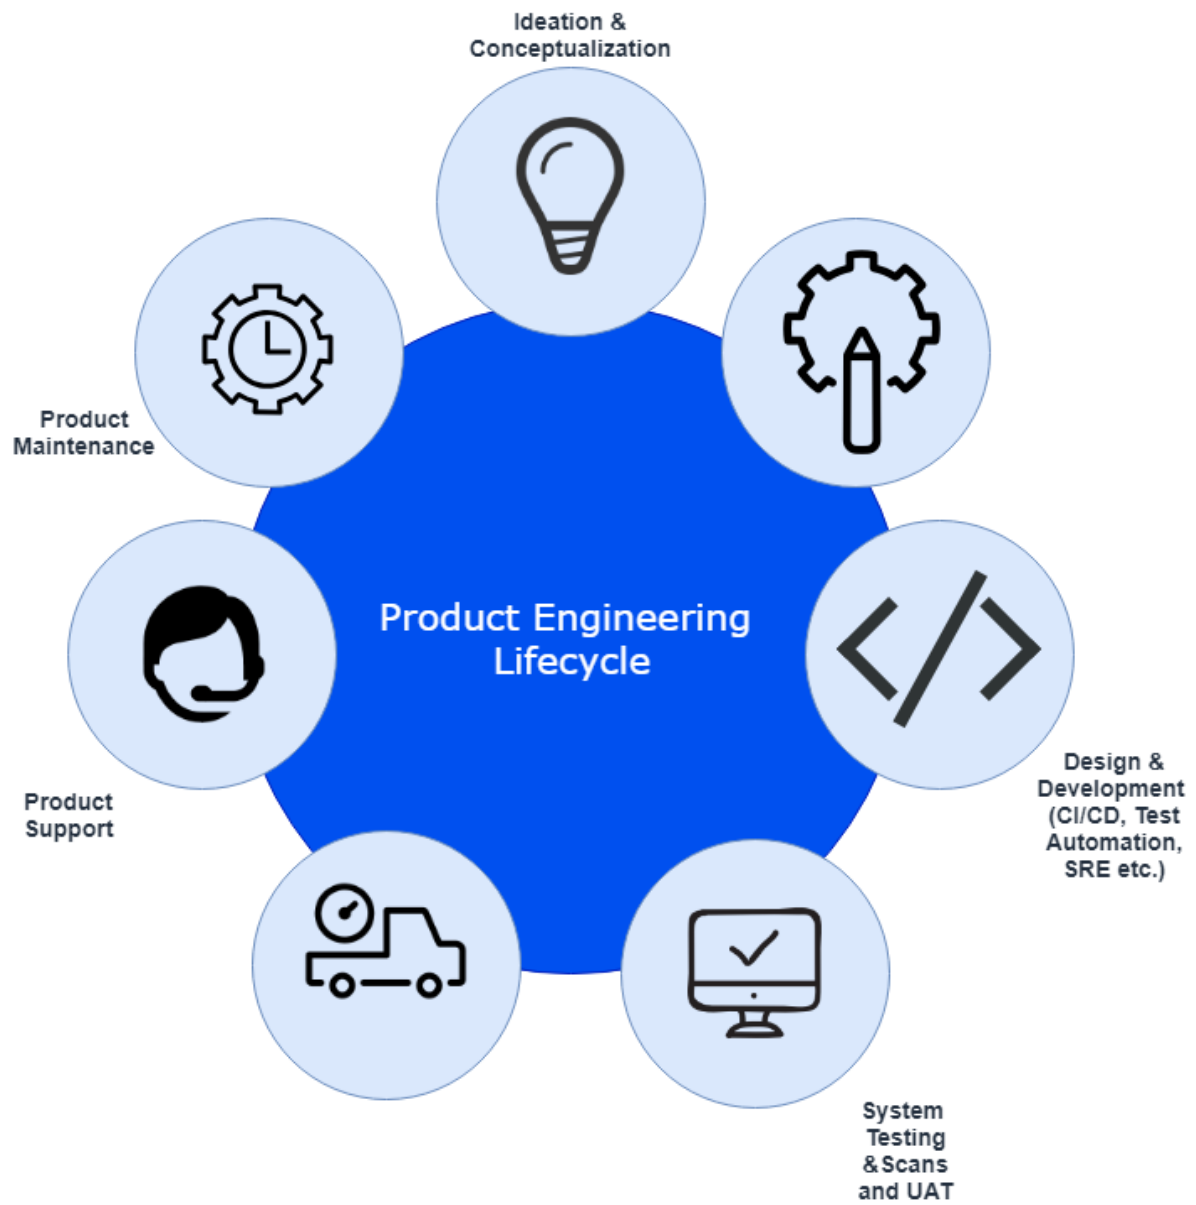 Ideation &
Conceptualization
Product
Maintenance
Product Engineering
Lifecycle
Design &
Development
(CI/CD, Test
Automation,
SRE etc.)
Product
Support
System
Testing
&Scans
and UAT